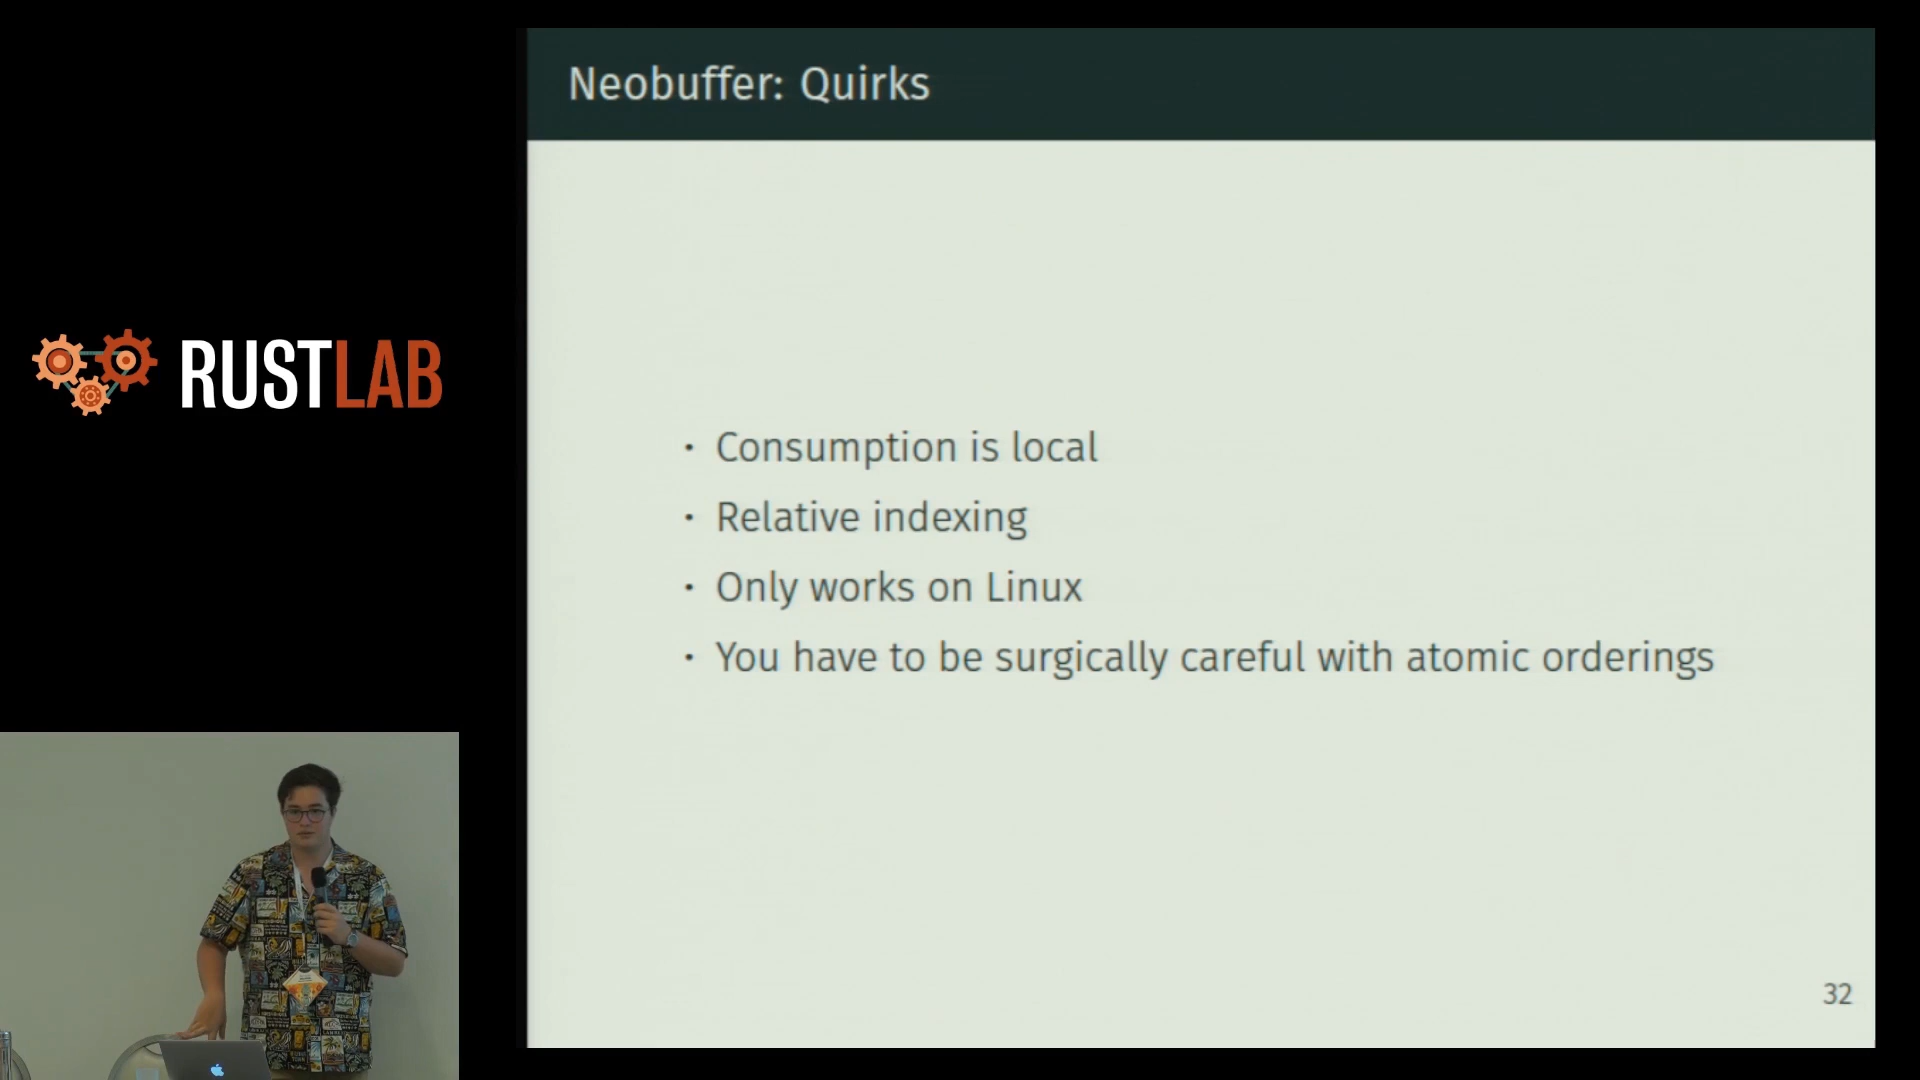 Neobuffer: Quirks
RUSTLAB
• Consumption is local
• Relative indexing
• Only works on Linux
• You have to be surgically careful with atomic orderings
32